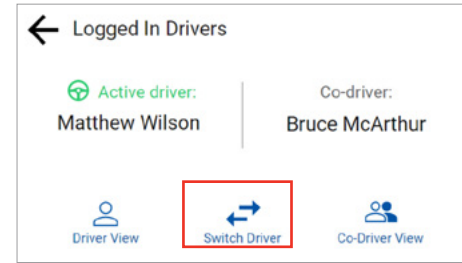 Logged In Drivers
Active driver:
Co-driver:
Matthew Wilson
Bruce McArthur
Driver View
Switch Driver
Co-Driver View